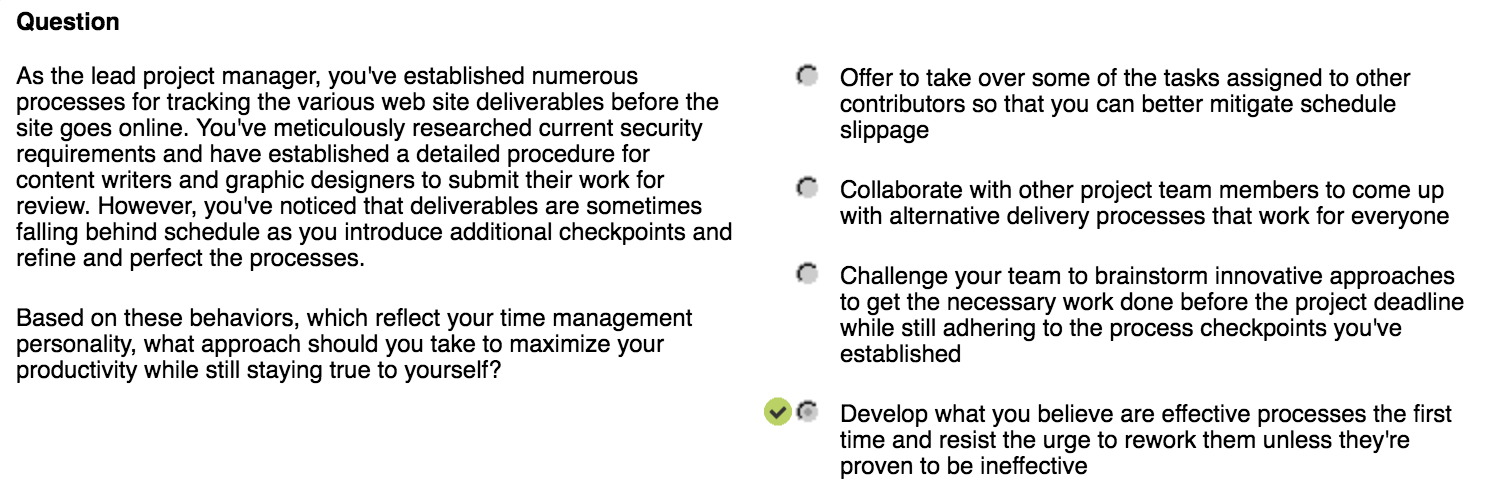 Question
As the lead project manager, you've established numerous
processes for tracking the various web site deliverables before the
site goes online. You've meticulously researched current security
requirements and have established a detailed procedure for
content writers and graphic designers to submit their work for
review. However, you've noticed that deliverables are sometimes
falling behind schedule as you introduce additional checkpoints and
refine and perfect the processes.
Based on these behaviors, which reflect your time management
personality, what approach should you take to maximize your
productivity while still staying true to yourself?
Offer to take over some of the tasks assigned to other
contributors so that you can better mitigate schedule
slippage
Collaborate with other project team members to come up
with alternative delivery processes that work for everyone
Challenge your team to brainstorm innovative approaches
to get the necessary work done before the project deadline
while still adhering to the process checkpoints you've
established
Develop what you believe are effective processes the first
time and resist the urge to rework them unless they're
proven to be ineffective